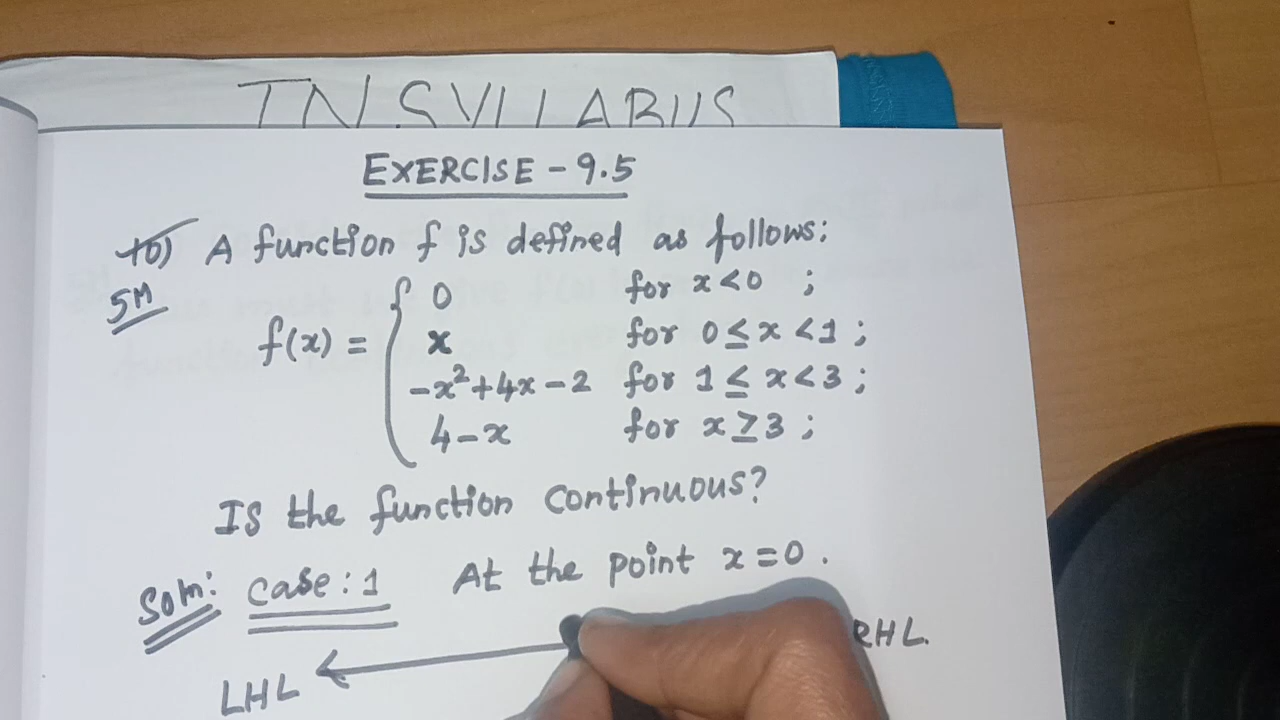 TN SYLLABUS
EXERCISE - 9.5
10) A function f is defined as follows:
5M
f(x) = { 0 for x < 0 ;
x for 0 ≤ x < 1 ;
-x² + 4x - 2 for 1 ≤ x < 3 ;
4 - x for x ≥ 3 ;
Is the function continuous?
Soln: case : 1 At the point x = 0 .
LHL RHL.